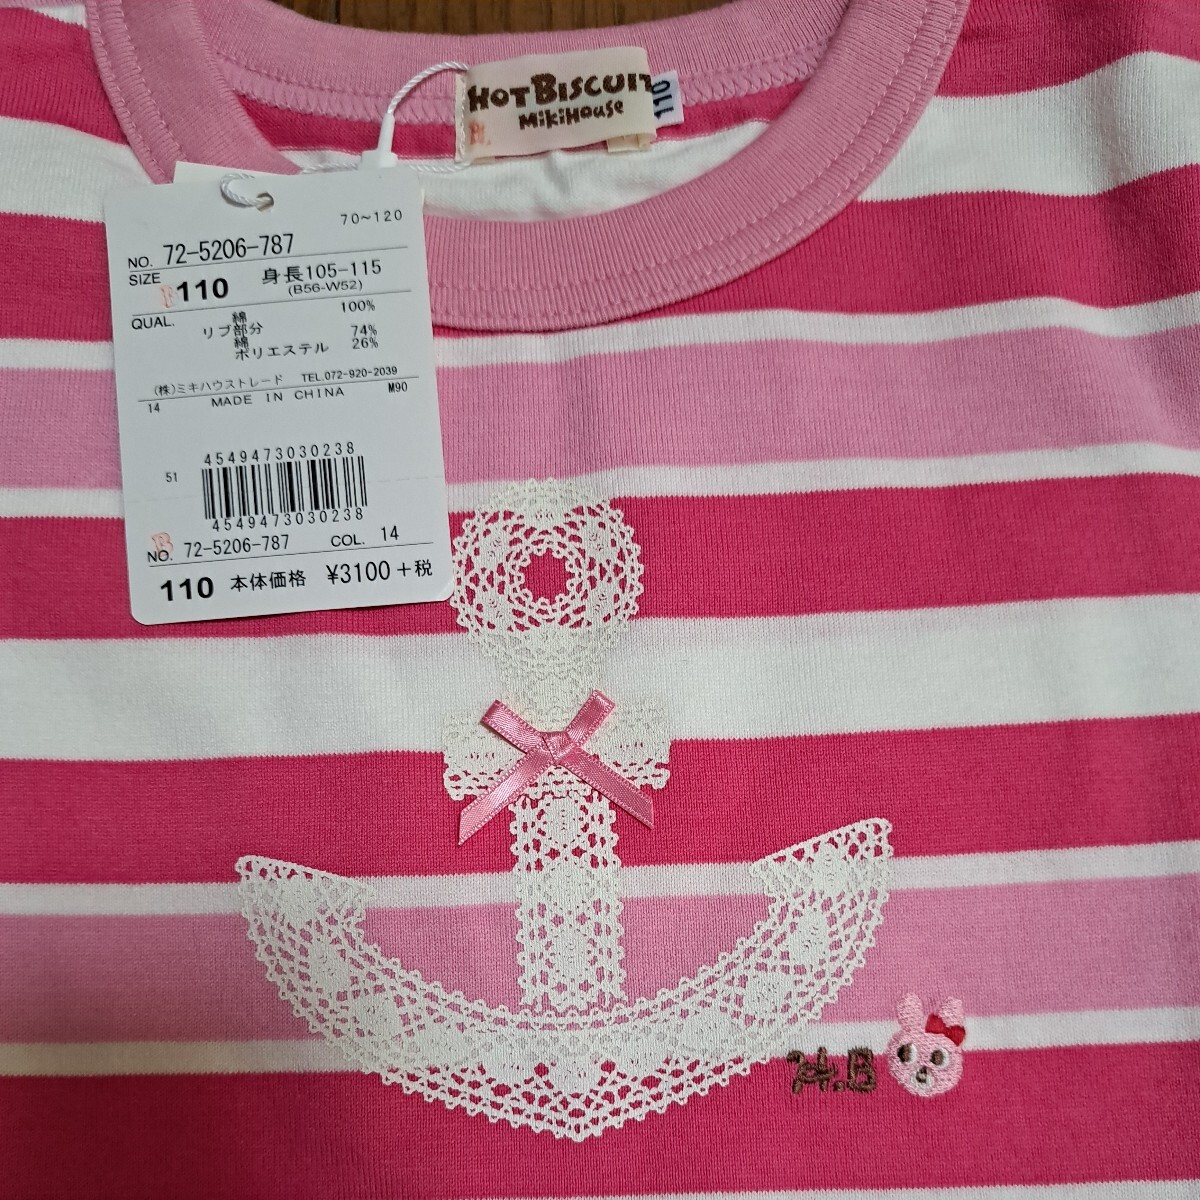 HOT BISCUIT
MikiHOUSE
110
70~120
NO. 72-5206-787
SIZE 110 身長105-115
(B56-W52)
QUAL. 綿 100%
リブ部分
綿 74%
ポリエステル 26%
(株)ミキハウストレード TEL.072-920-2039
14 MADE IN CHINA M90
4549473030238
51
4549473030238
NO. 72-5206-787 COL. 14
110 本体価格 ¥3100+税
H.B